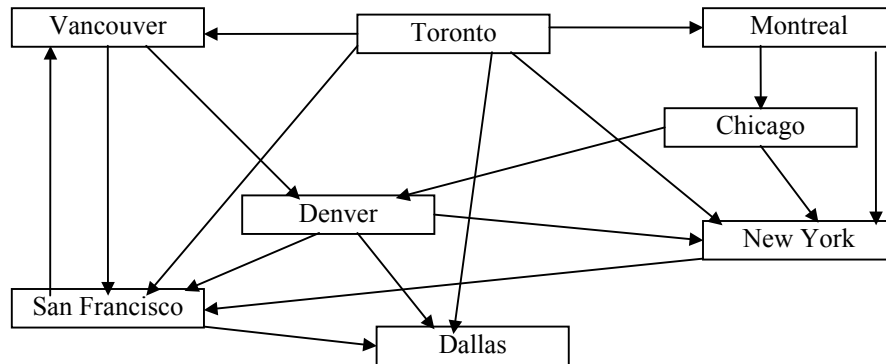 Vancouver
Toronto
Montreal
Chicago
Denver
New York
San Francisco
Dallas